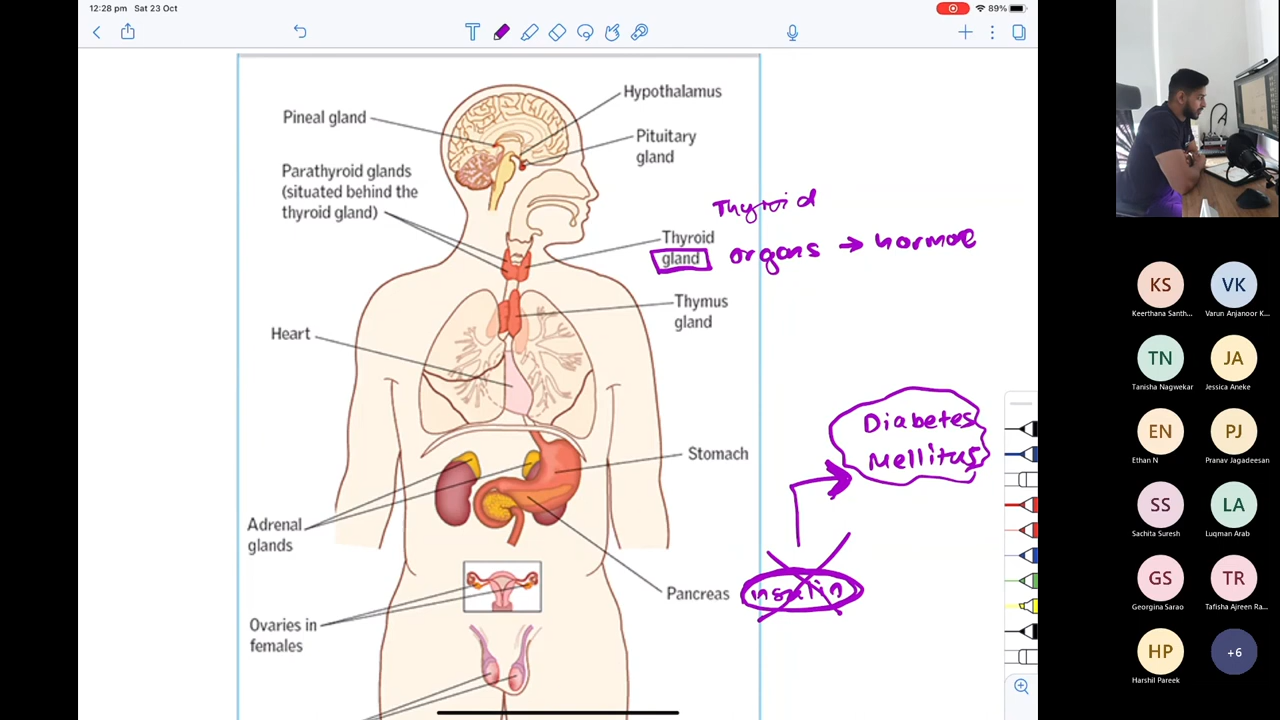 12:28 pm Sat 23 Oct
89%
T
Hypothalamus
Pineal gland
Pituitary
gland
Parathyroid glands
(situated behind the
thyroid gland)
Thyroid
Thyroid
gland
organs → hormone
Thymus
gland
Heart
Diabetes
Mellitus
Stomach
Adrenal
glands
Pancreas
insulin
Ovaries in
females
KS
VK
Keerthana Santh...
Varun Anjanoor K...
TN
JA
Tanisha Nagwekar
Jessica Aneke
EN
PJ
Ethan N
Pranav Jagadeesan
SS
LA
Sachita Suresh
Luqman Arab
GS
TR
Georgina Sarao
Tafisha Ajreen Ra...
HP
+6
Harshil Pareek